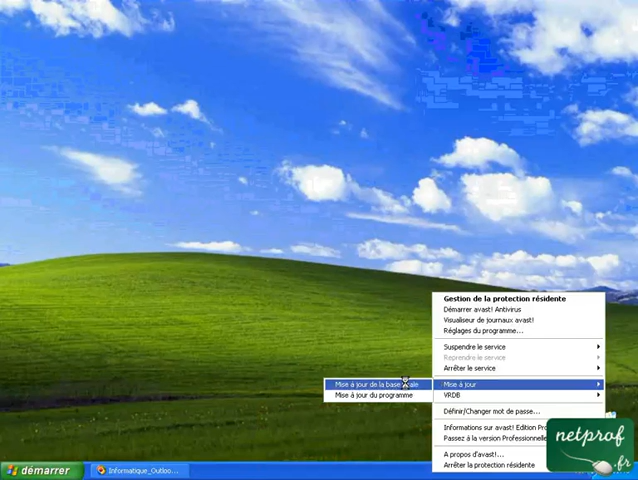 Gestion de la protection résidente
Démarrer avast! Antivirus
Visualiseur de journaux avast!
Réglages du programme...
Suspendre le service
Reprendre le service
Arrêter le service
Mise à jour
VRDB
Mise à jour de la base
Mise à jour du programme
Définir/Changer mot de passe...
Informations sur avast! Edition
Passez à la version Professionnelle
A propos d'avast!...
Arrêter la protection résidente
netprof
.fr
démarrer
Informatique_Outloo...